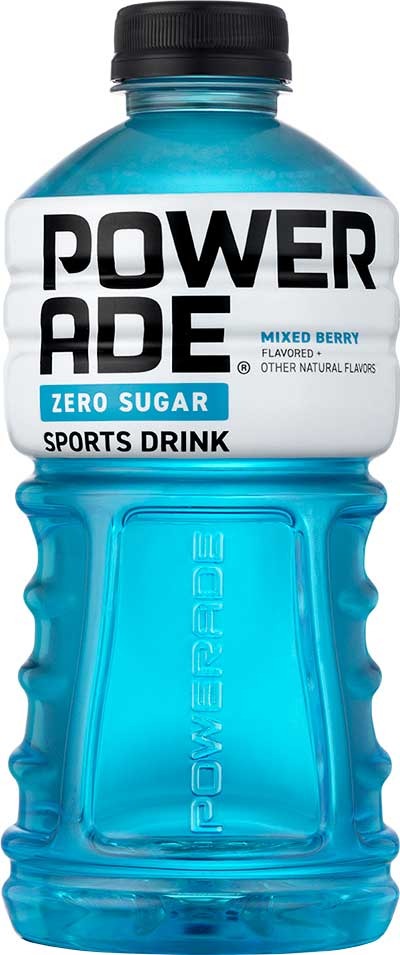 POWER
ADE®
MIXED BERRY
FLAVORED +
OTHER NATURAL FLAVORS
ZERO SUGAR
SPORTS DRINK
POWERADE